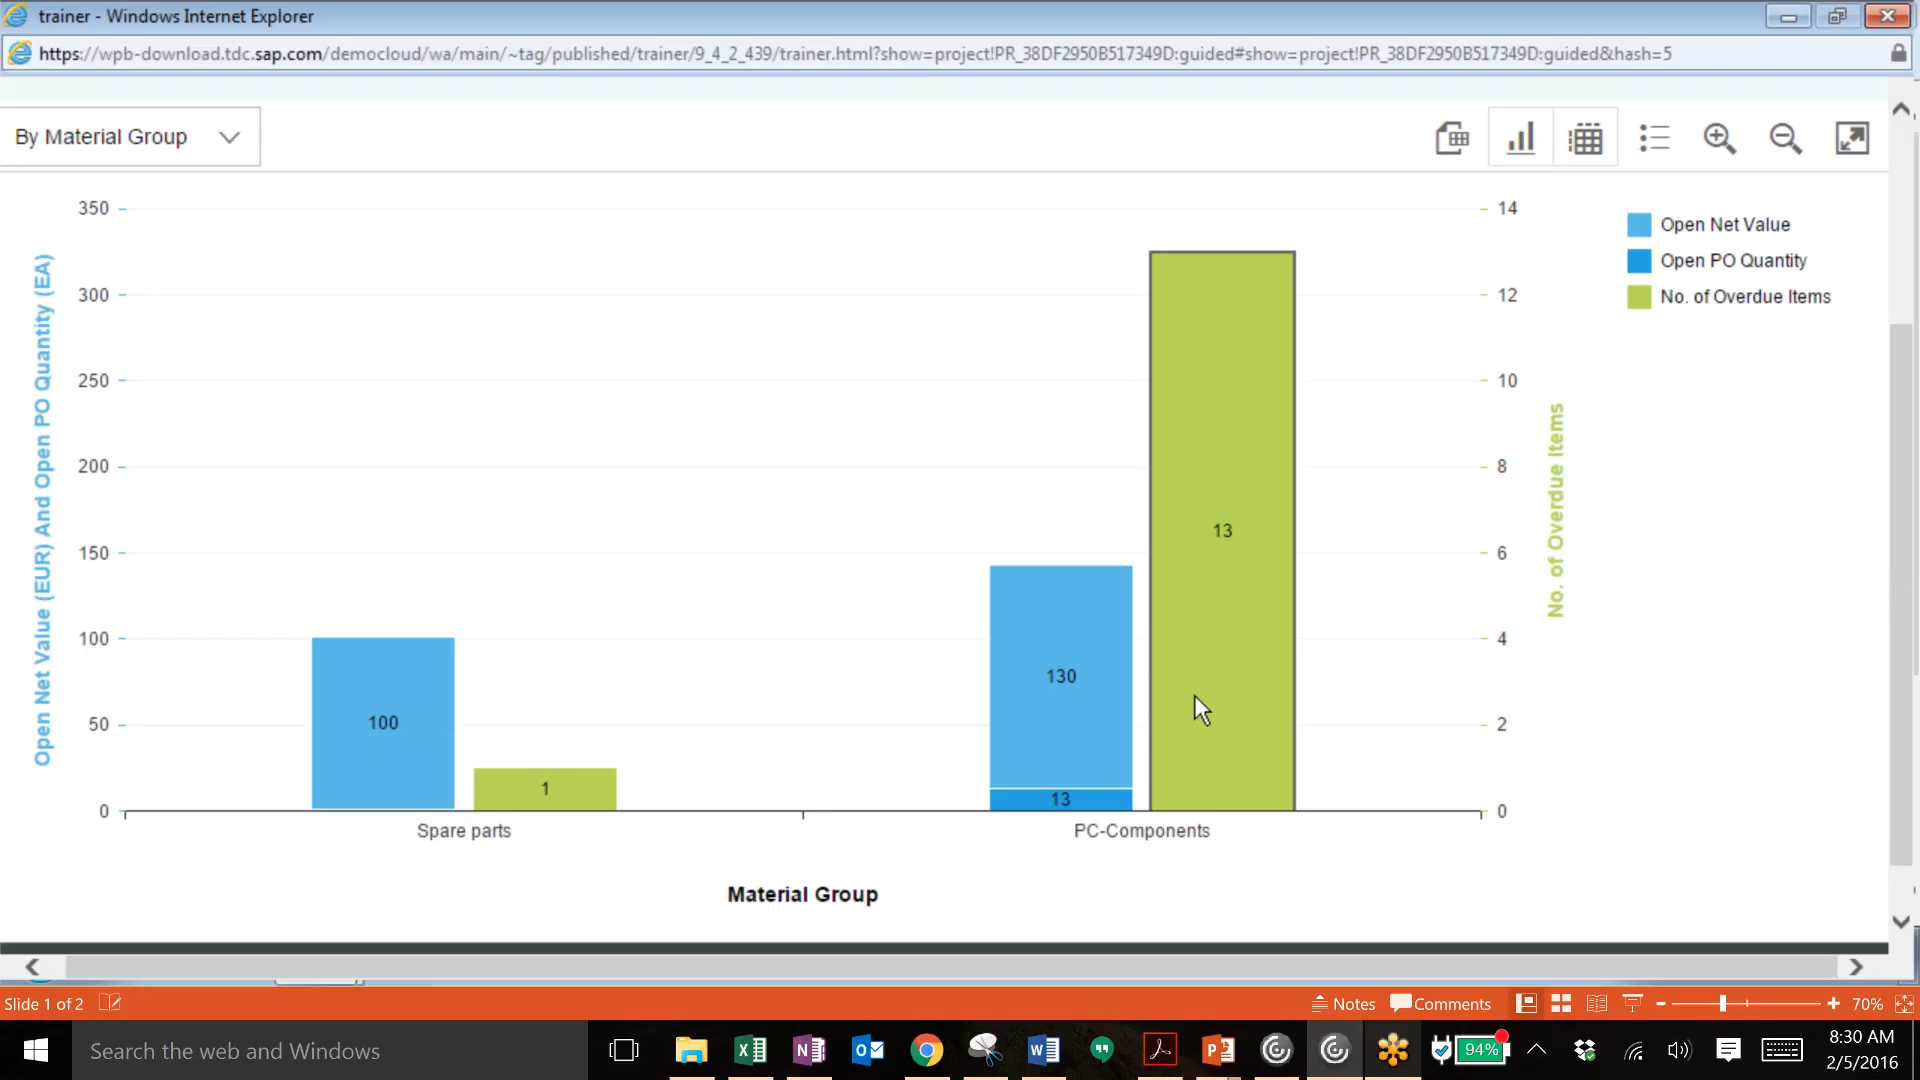 trainer - Windows Internet Explorer
https://wpb-download.tdc.sap.com/democloud/wa/main/~tag/published/trainer/9_4_2_439/trainer.html?show=project!PR_38DF2950B517349D:guided#show=project!PR_38DF2950B517349D:guided&hash=5
By Material Group
Open Net Value (EUR) And Open PO Quantity (EA)
350
300
250
200
150
100
50
0
100
1
130
13
13
14
12
10
8
6
4
2
0
No. of Overdue Items
Open Net Value
Open PO Quantity
No. of Overdue Items
Spare parts
PC-Components
Material Group
Slide 1 of 2
Notes
Comments
70%
Search the web and Windows
94%
8:30 AM
2/5/2016